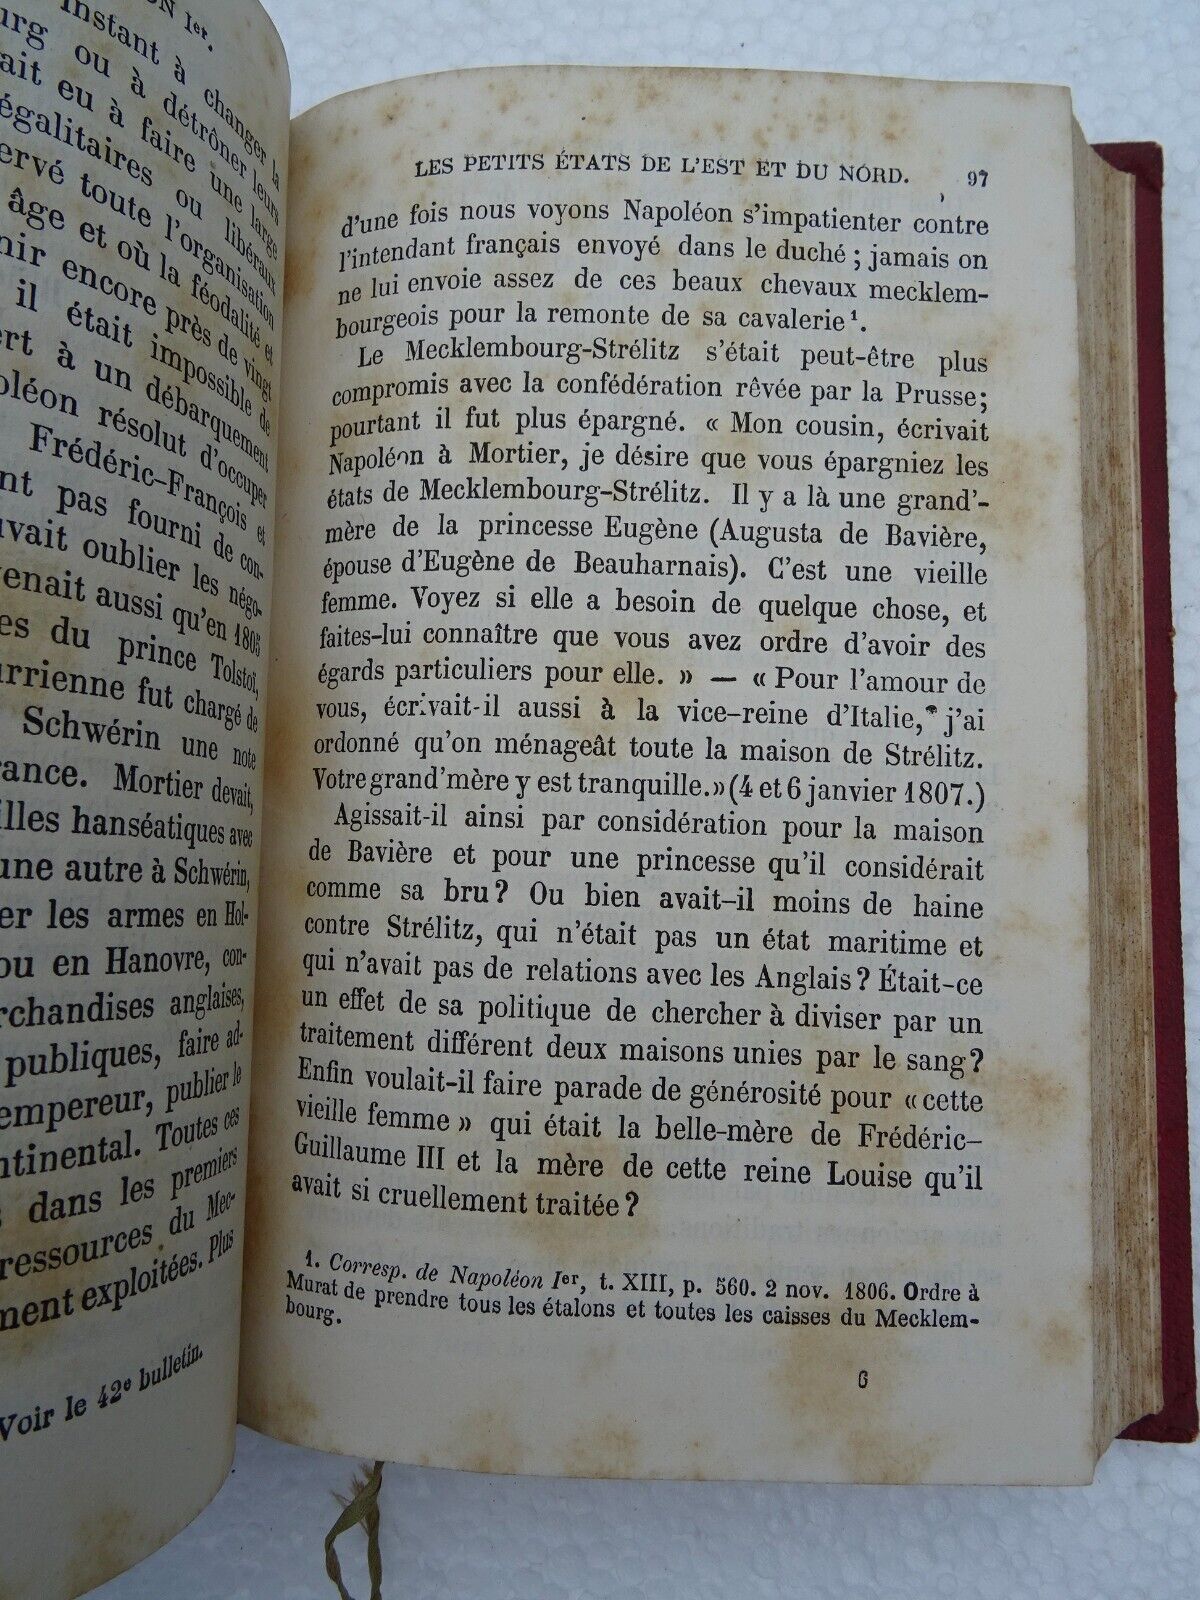 ON Ier.
instant à changer la
ourg ou à détrôner leurs
ait eu à faire une large
égalitaires ou libéraux
ervé toute l'organisation
âge et où la féodalité et
nir encore près de vingt
il était impossible de
ert à un débarquement
oléon résolut d'occuper
Frédéric-François et
nt pas fourni de con-
uvait oublier les négo-
venait aussi qu'en 1805
es du prince Tolstoï,
urrienne fut chargé de
Schwérin une note
rance. Mortier devait,
illes hanséatiques avec
une autre à Schwérin,
er les armes en Hol-
ou en Hanovre, con-
rchandises anglaises,
publiques, faire ad-
empereur, publier le
ntinental. Toutes ces
s dans les premiers
ressources du Mec-
ment exploitées. Plus
Voir le 42e bulletin.
LES PETITS ÉTATS DE L'EST ET DU NORD. 97
d'une fois nous voyons Napoléon s'impatienter contre
l'intendant français envoyé dans le duché ; jamais on
ne lui envoie assez de ces beaux chevaux mecklem-
bourgeois pour la remonte de sa cavalerie¹.
Le Mecklembourg-Strélitz s'était peut-être plus
compromis avec la confédération rêvée par la Prusse;
pourtant il fut plus épargné. « Mon cousin, écrivait
Napoléon à Mortier, je désire que vous épargniez les
états de Mecklembourg-Strélitz. Il y a là une grand'-
mère de la princesse Eugène (Augusta de Bavière,
épouse d'Eugène de Beauharnais). C'est une vieille
femme. Voyez si elle a besoin de quelque chose, et
faites-lui connaître que vous avez ordre d'avoir des
égards particuliers pour elle. » — « Pour l'amour de
vous, écrivait-il aussi à la vice-reine d'Italie, j'ai
ordonné qu'on ménageât toute la maison de Strélitz.
Votre grand'mère y est tranquille.» (4 et 6 janvier 1807.)
Agissait-il ainsi par considération pour la maison
de Bavière et pour une princesse qu'il considérait
comme sa bru? Ou bien avait-il moins de haine
contre Strélitz, qui n'était pas un état maritime et
qui n'avait pas de relations avec les Anglais? Était-ce
un effet de sa politique de chercher à diviser par un
traitement différent deux maisons unies par le sang?
Enfin voulait-il faire parade de générosité pour « cette
vieille femme » qui était la belle-mère de Frédéric-
Guillaume III et la mère de cette reine Louise qu'il
avait si cruellement traitée?
1. Corresp. de Napoléon Ier, t. XIII, p. 560. 2 nov. 1806. Ordre à
Murat de prendre tous les étalons et toutes les caisses du Mecklem-
bourg.
6